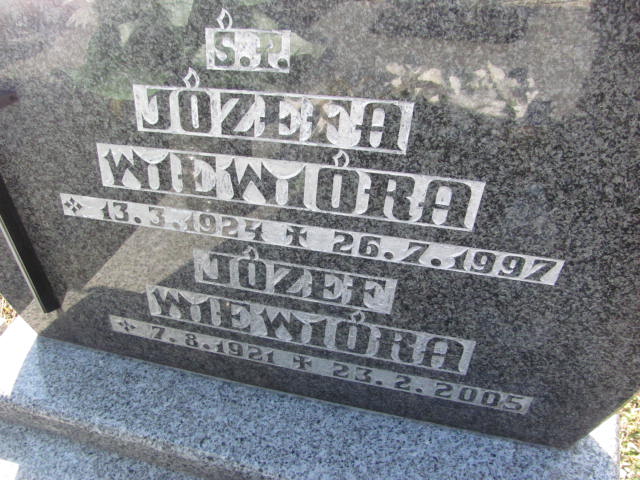 Ś.P.
JÓZEFA
WIEWIÓRA
13.3.1924 26.7.1997
JÓZEF
WIEWIÓRA
7.8.1921 23.2.2005